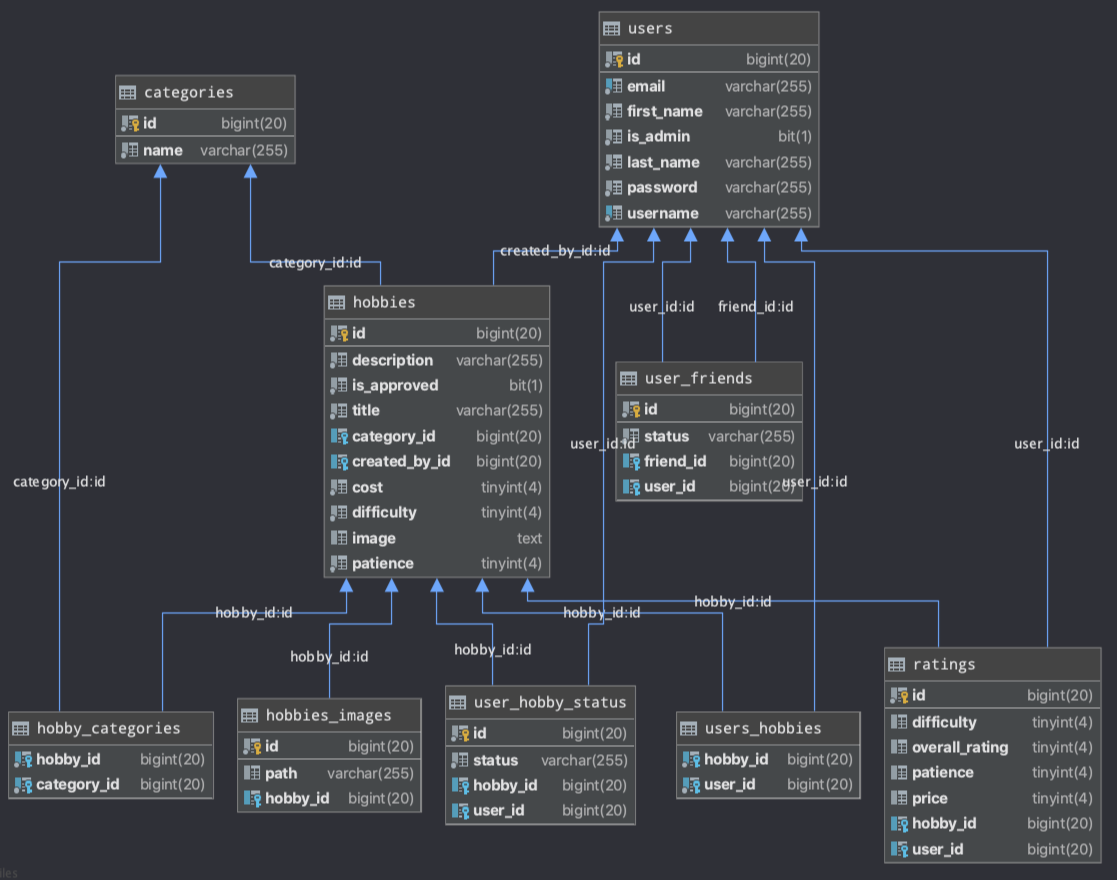 users
id bigint(20)
email varchar(255)
first_name varchar(255)
is_admin bit(1)
last_name varchar(255)
password varchar(255)
username varchar(255)
categories
id bigint(20)
name varchar(255)
created_by_id:id
category_id:id
hobbies
id bigint(20)
description varchar(255)
is_approved bit(1)
title varchar(255)
category_id bigint(20)
created_by_id bigint(20)
cost tinyint(4)
difficulty tinyint(4)
image text
patience tinyint(4)
user_id:id
friend_id:id
user_friends
id bigint(20)
status varchar(255)
friend_id bigint(20)
user_id bigint(20)
user_id:id
user_id:id
user_id:id
category_id:id
hobby_id:id
hobby_id:id
hobby_id:id
hobby_id:id
hobby_id:id
hobby_categories
hobby_id bigint(20)
category_id bigint(20)
hobbies_images
id bigint(20)
path varchar(255)
hobby_id bigint(20)
user_hobby_status
id bigint(20)
status varchar(255)
hobby_id bigint(20)
user_id bigint(20)
users_hobbies
hobby_id bigint(20)
user_id bigint(20)
ratings
id bigint(20)
difficulty tinyint(4)
overall_rating tinyint(4)
patience tinyint(4)
price tinyint(4)
hobby_id bigint(20)
user_id bigint(20)